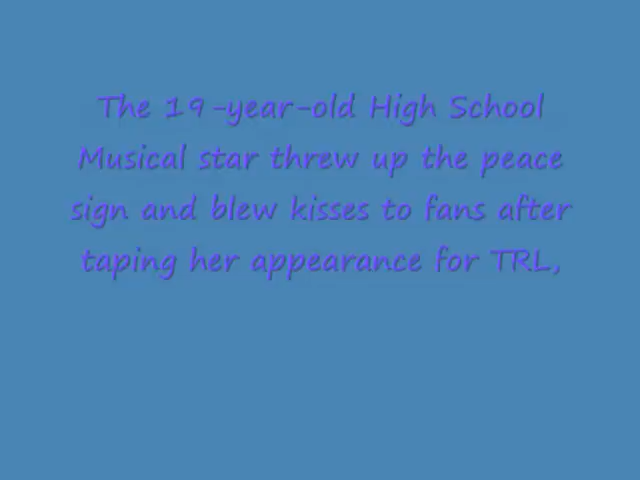 The 19-year-old High School
Musical star threw up the peace
sign and blew kisses to fans after
taping her appearance for TRL,